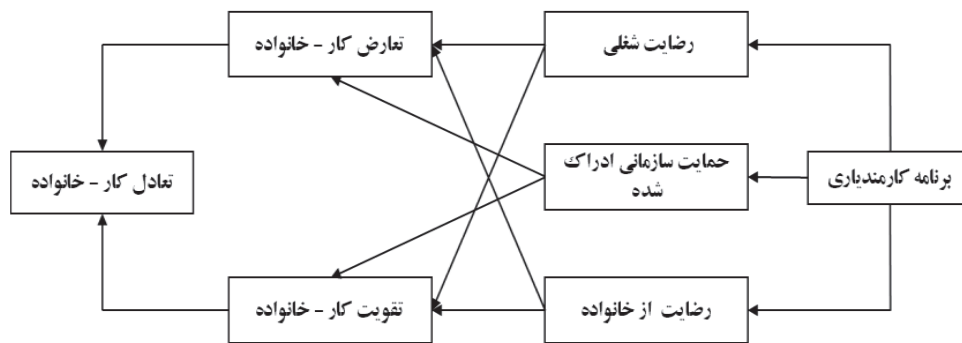 رضایت شغلی
تعارض کار - خانواده
برنامه کارمندیاری
حمایت سازمانی ادراک
شده
تعادل کار - خانواده
رضایت از خانواده
تقویت کار - خانواده